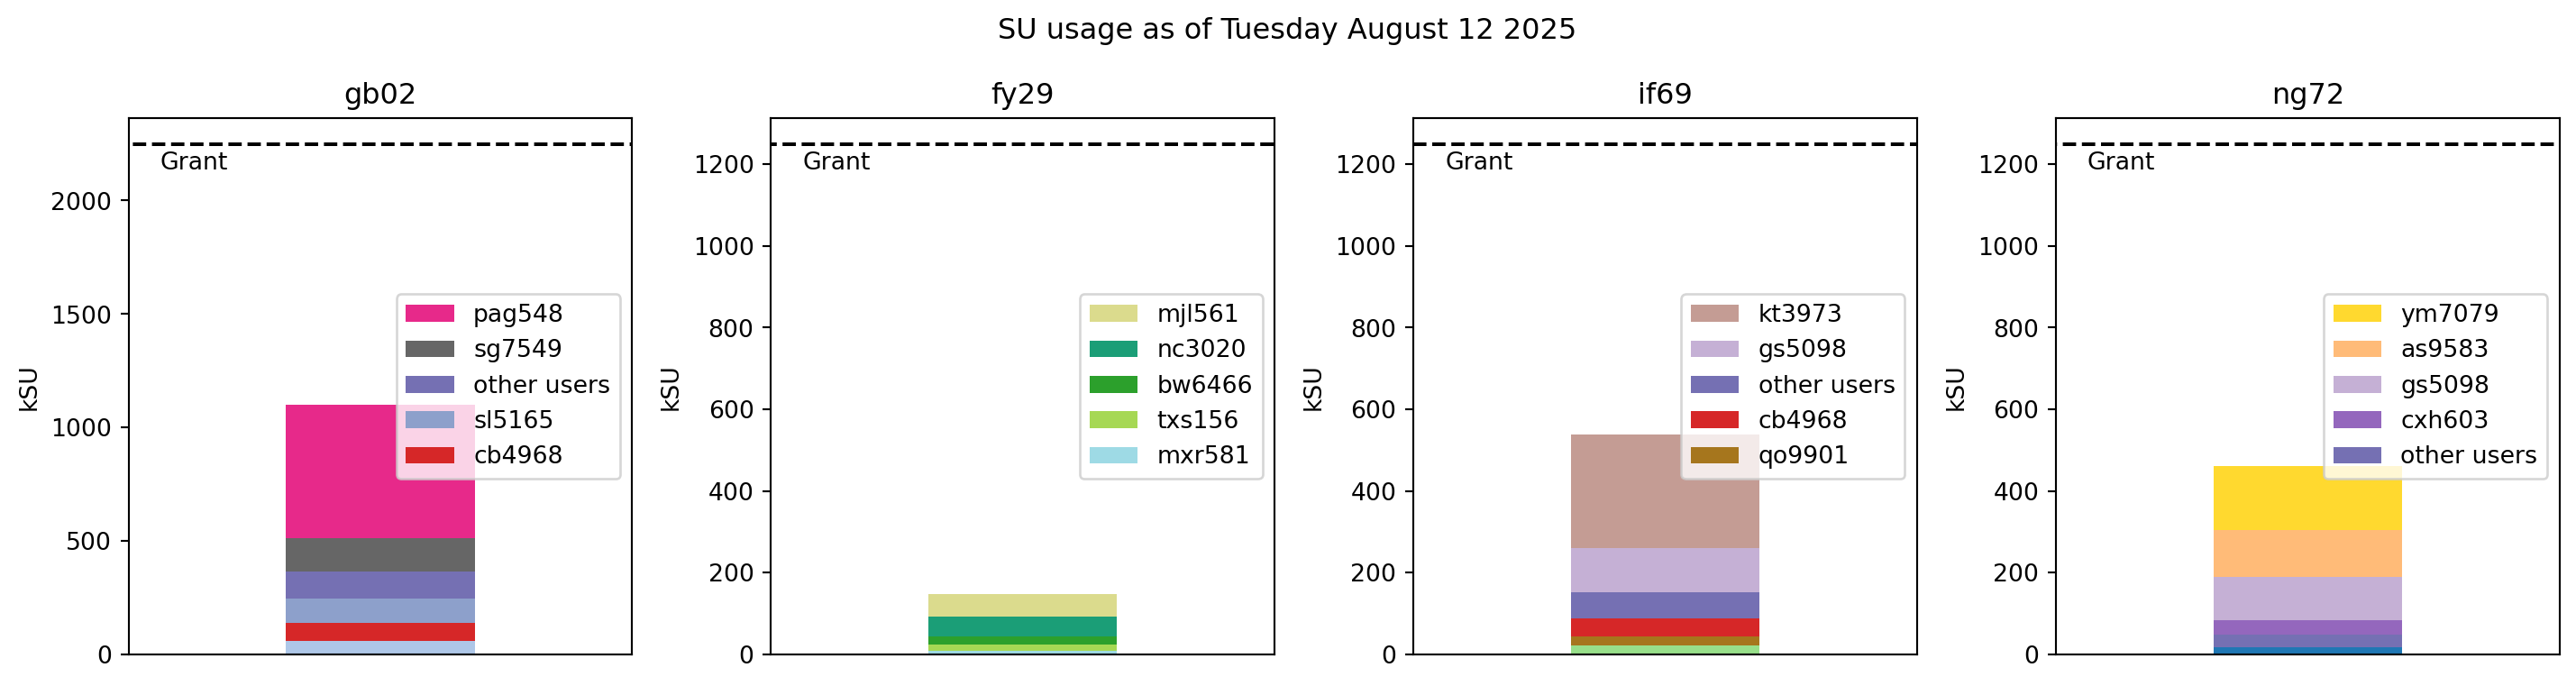 SU usage as of Tuesday August 12 2025
gb02
kSU
2000
1500
1000
500
0
Grant
pag548
sg7549
other users
sl5165
cb4968
fy29
kSU
1200
1000
800
600
400
200
0
Grant
mjl561
nc3020
bw6466
txs156
mxr581
if69
kSU
1200
1000
800
600
400
200
0
Grant
kt3973
gs5098
other users
cb4968
qo9901
ng72
kSU
1200
1000
800
600
400
200
0
Grant
ym7079
as9583
gs5098
cxh603
other users